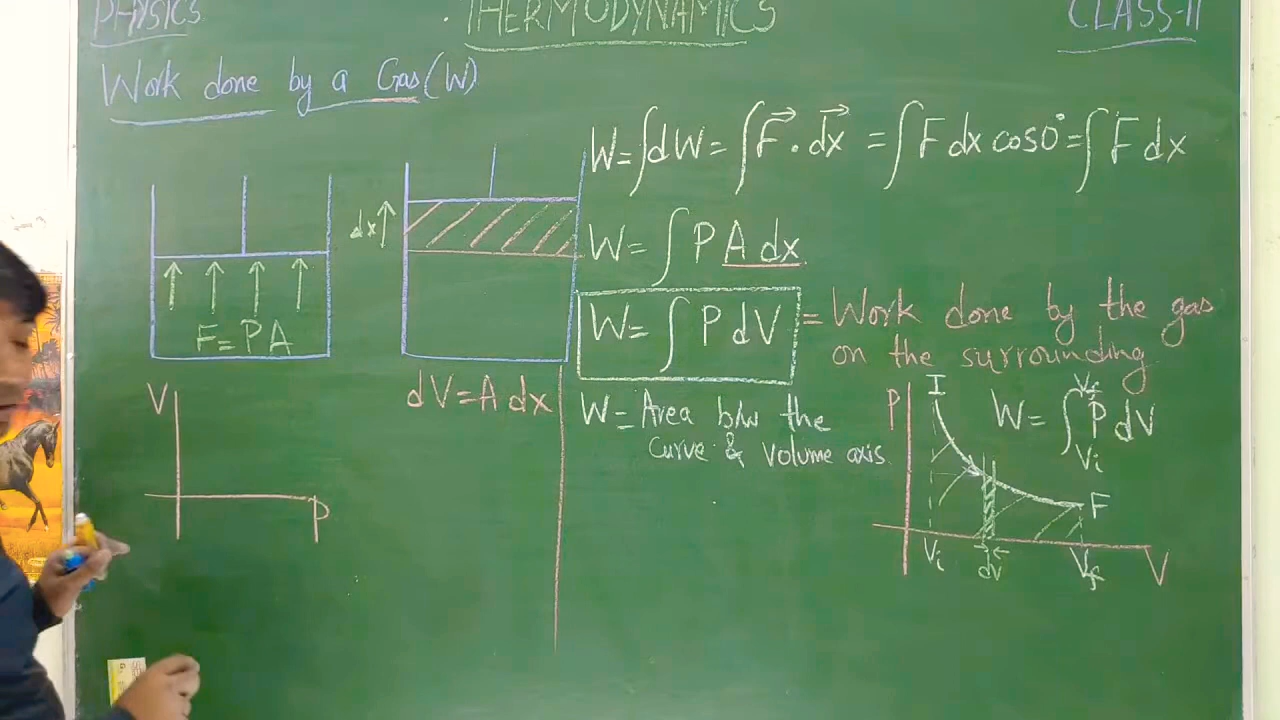 PHYSICS
THERMODYNAMICS
CLASS-11
Work done by a Gas (W)
W=∫dW=∫F⃗.dx⃗ =∫F dx cos0°=∫F dx
dx
W=∫P A dx
F=PA
W=∫P dV = Work done by the gas
on the surrounding
V
P
dV=A dx
W= Area b/w the
curve & volume axis
P
I
W=∫ P dV
Vf
Vi
F
Vi
dV
Vf
V